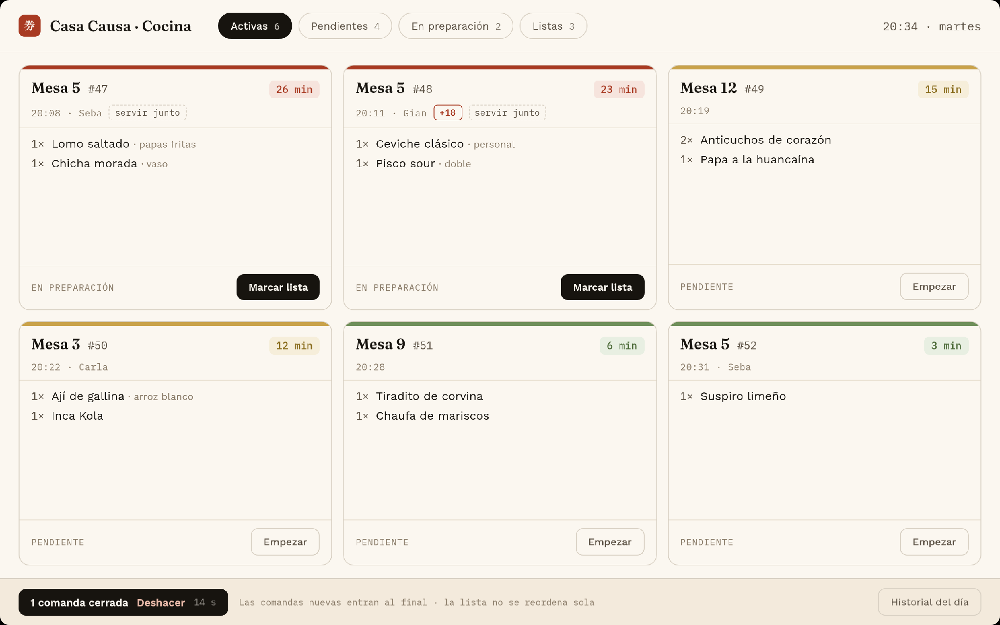 券 Casa Causa · Cocina
Activas 6
Pendientes 4
En preparación 2
Listas 3
20:34 · martes
Mesa 5 #47
26 min
20:08 · Seba servir junto
1× Lomo saltado · papas fritas
1× Chicha morada · vaso
EN PREPARACIÓN
Marcar lista
Mesa 5 #48
23 min
20:11 · Gian +18 servir junto
1× Ceviche clásico · personal
1× Pisco sour · doble
EN PREPARACIÓN
Marcar lista
Mesa 12 #49
15 min
20:19
2× Anticuchos de corazón
1× Papa a la huancaína
PENDIENTE
Empezar
Mesa 3 #50
12 min
20:22 · Carla
1× Ají de gallina · arroz blanco
1× Inca Kola
PENDIENTE
Empezar
Mesa 9 #51
6 min
20:28
1× Tiradito de corvina
1× Chaufa de mariscos
PENDIENTE
Empezar
Mesa 5 #52
3 min
20:31 · Seba
1× Suspiro limeño
PENDIENTE
Empezar
1 comanda cerrada Deshacer 14 s
Las comandas nuevas entran al final · la lista no se reordena sola
Historial del día